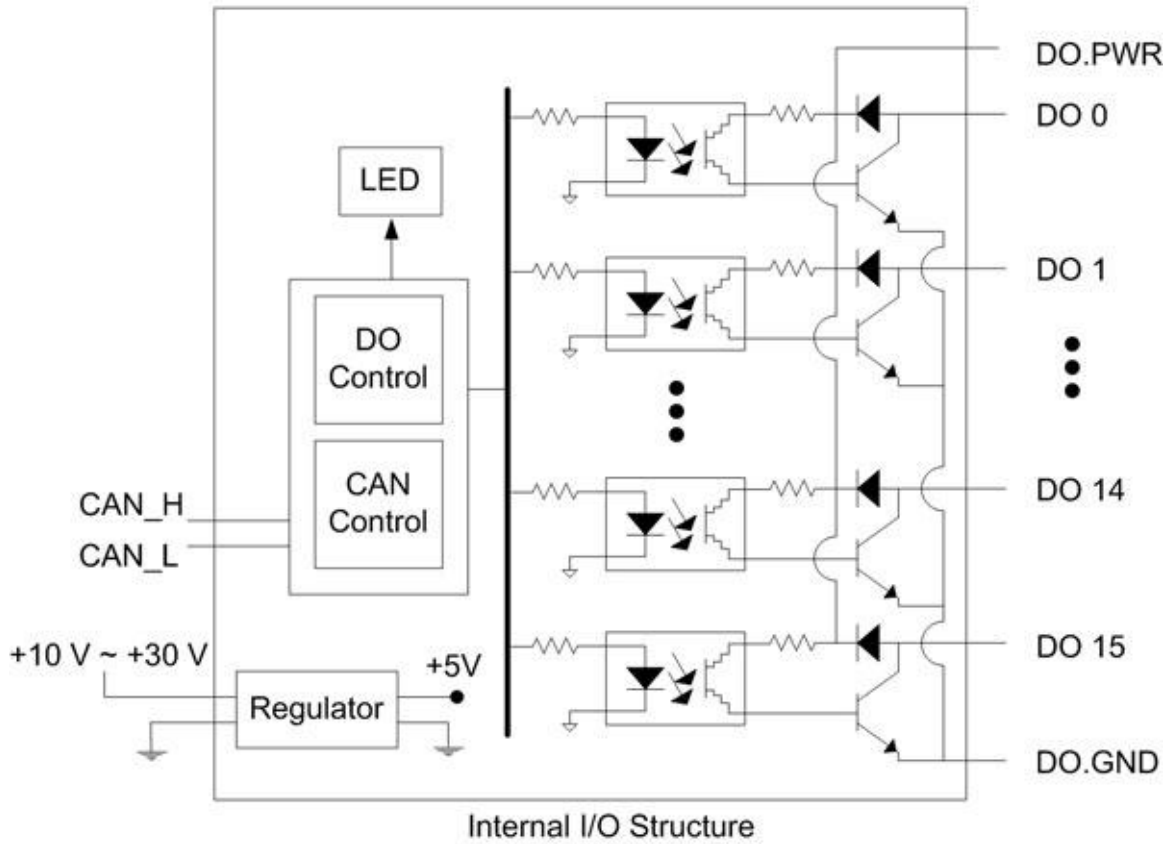 DO.PWR
DO 0
LED
DO 1
DO
Control
CAN
Control
DO 14
CAN_H
CAN_L
DO 15
+10 V ~ +30 V
+5V
Regulator
DO.GND
Internal I/O Structure